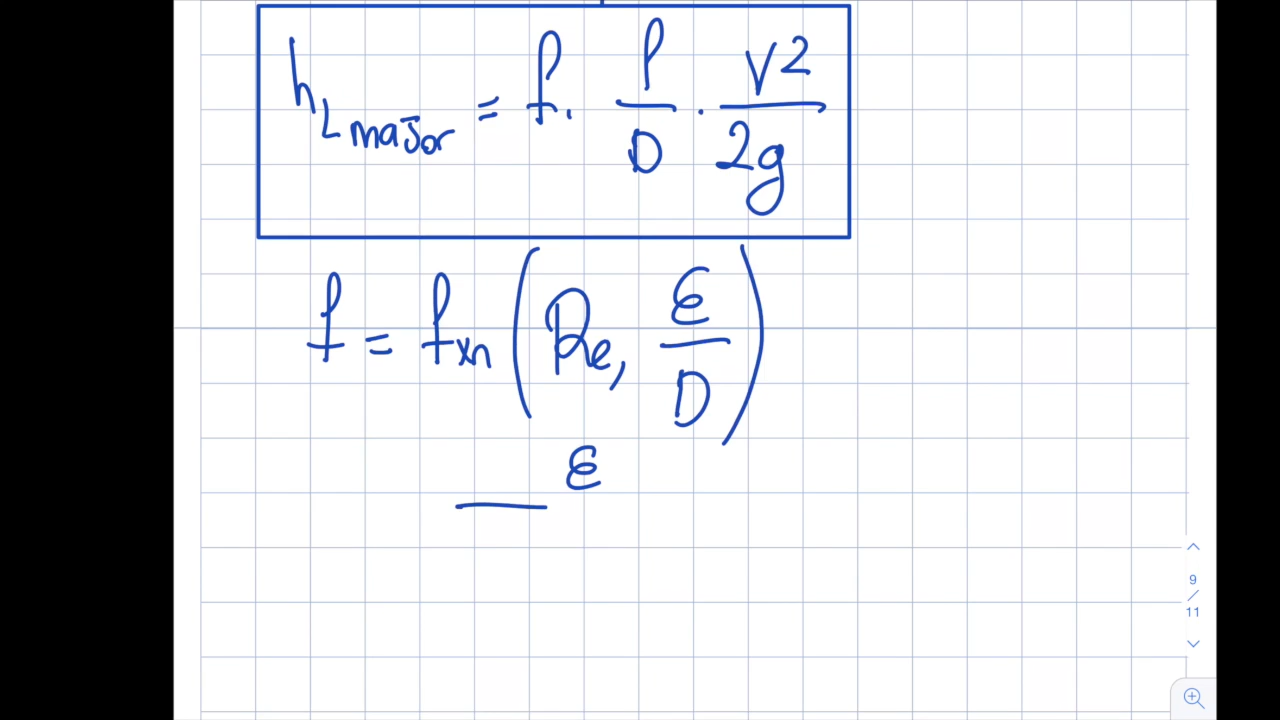 h_L major = f · l/D · V²/2g
f = fxn (Re, ε/D)
ε
9
/
11